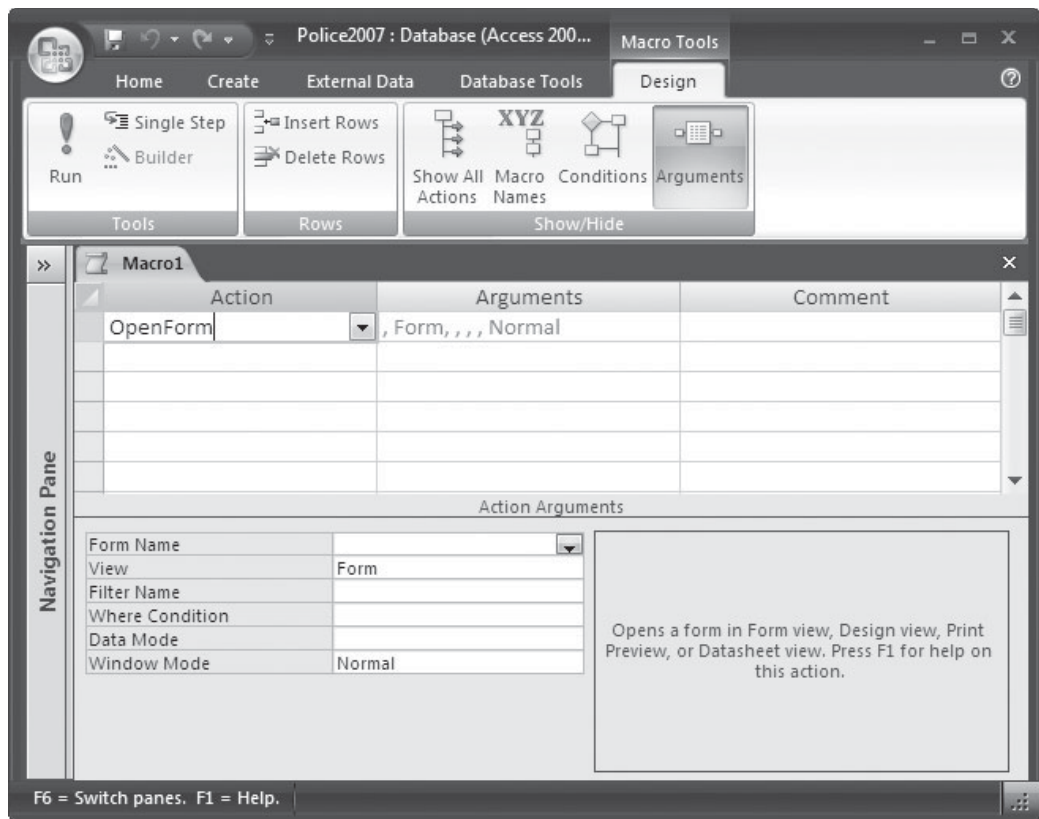 Police2007 : Database (Access 200...
Macro Tools
Home Create External Data Database Tools Design
Run
Single Step
Builder
Tools
Insert Rows
Delete Rows
Rows
Show All Actions
XYZ
Macro Names
Conditions
Arguments
Show/Hide
Macro1
Action Arguments Comment
OpenForm , Form, , , , Normal
Navigation Pane
Action Arguments
Form Name
View Form
Filter Name
Where Condition
Data Mode
Window Mode Normal
Opens a form in Form view, Design view, Print
Preview, or Datasheet view. Press F1 for help on
this action.
F6 = Switch panes. F1 = Help.